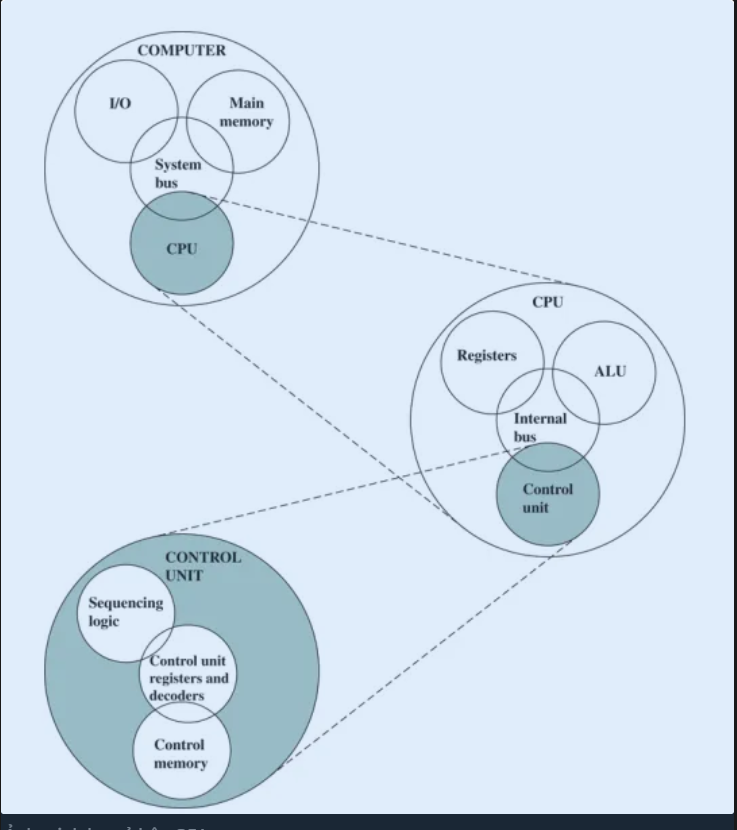 COMPUTER
I/O
Main
memory
System
bus
CPU
CPU
Registers
ALU
Internal
bus
Control
unit
CONTROL
UNIT
Sequencing
logic
Control unit
registers and
decoders
Control
memory